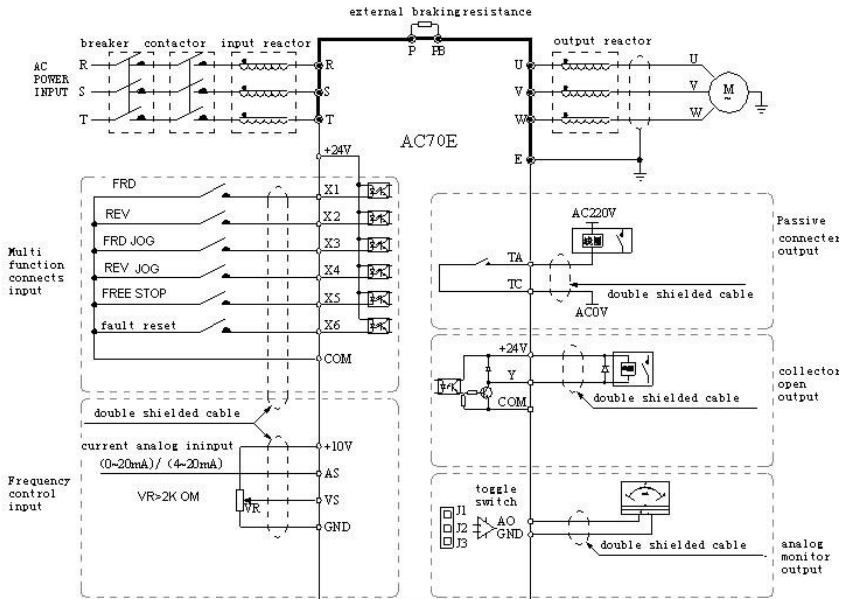 external brakingresistance
P PB
breaker contactor input reactor
output reactor
AC
POWER
INPUT
R
S
T
R
S
T
U
V
W
E
U
V
W
M
~
AC70E
+24V
FRD
X1
REV
X2
FRD JOG
X3
REV JOG
X4
FREE STOP
X5
fault reset
X6
COM
Multi
function
connects
input
AC220V
TA
TC
AC0V
double shielded cable
Passive
connecter
output
+24V
Y
COM
double shielded cable
collector
open
output
double shielded cable
current analog ininput
(0~20mA)/ (4~20mA)
VR>2K OM
VR
+10V
AS
VS
GND
Frequency
control
input
toggle
switch
J1
J2
J3
AO
GND
double shielded cable
analog
monitor
output